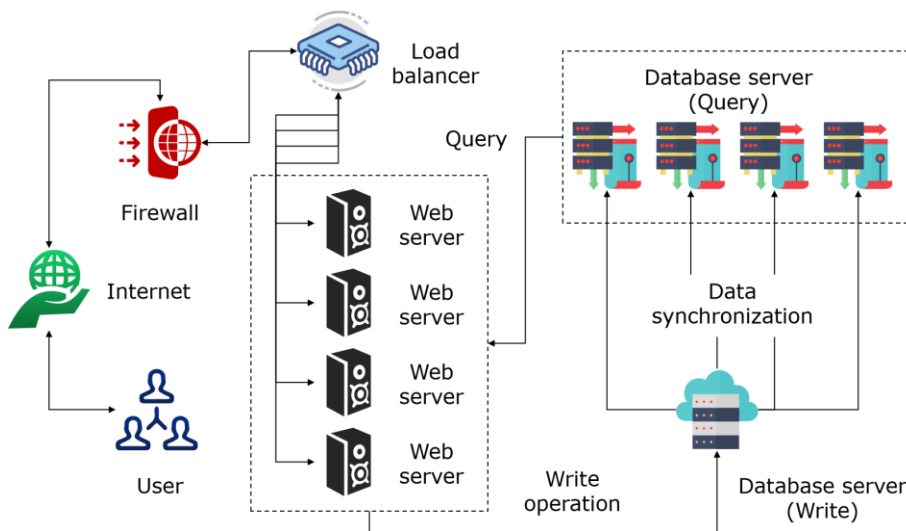 Load
balancer
Database server
(Query)
Query
Firewall
Web
server
Internet
Web
server
Data
synchronization
Web
server
User
Web
server
Write
operation
Database server
(Write)